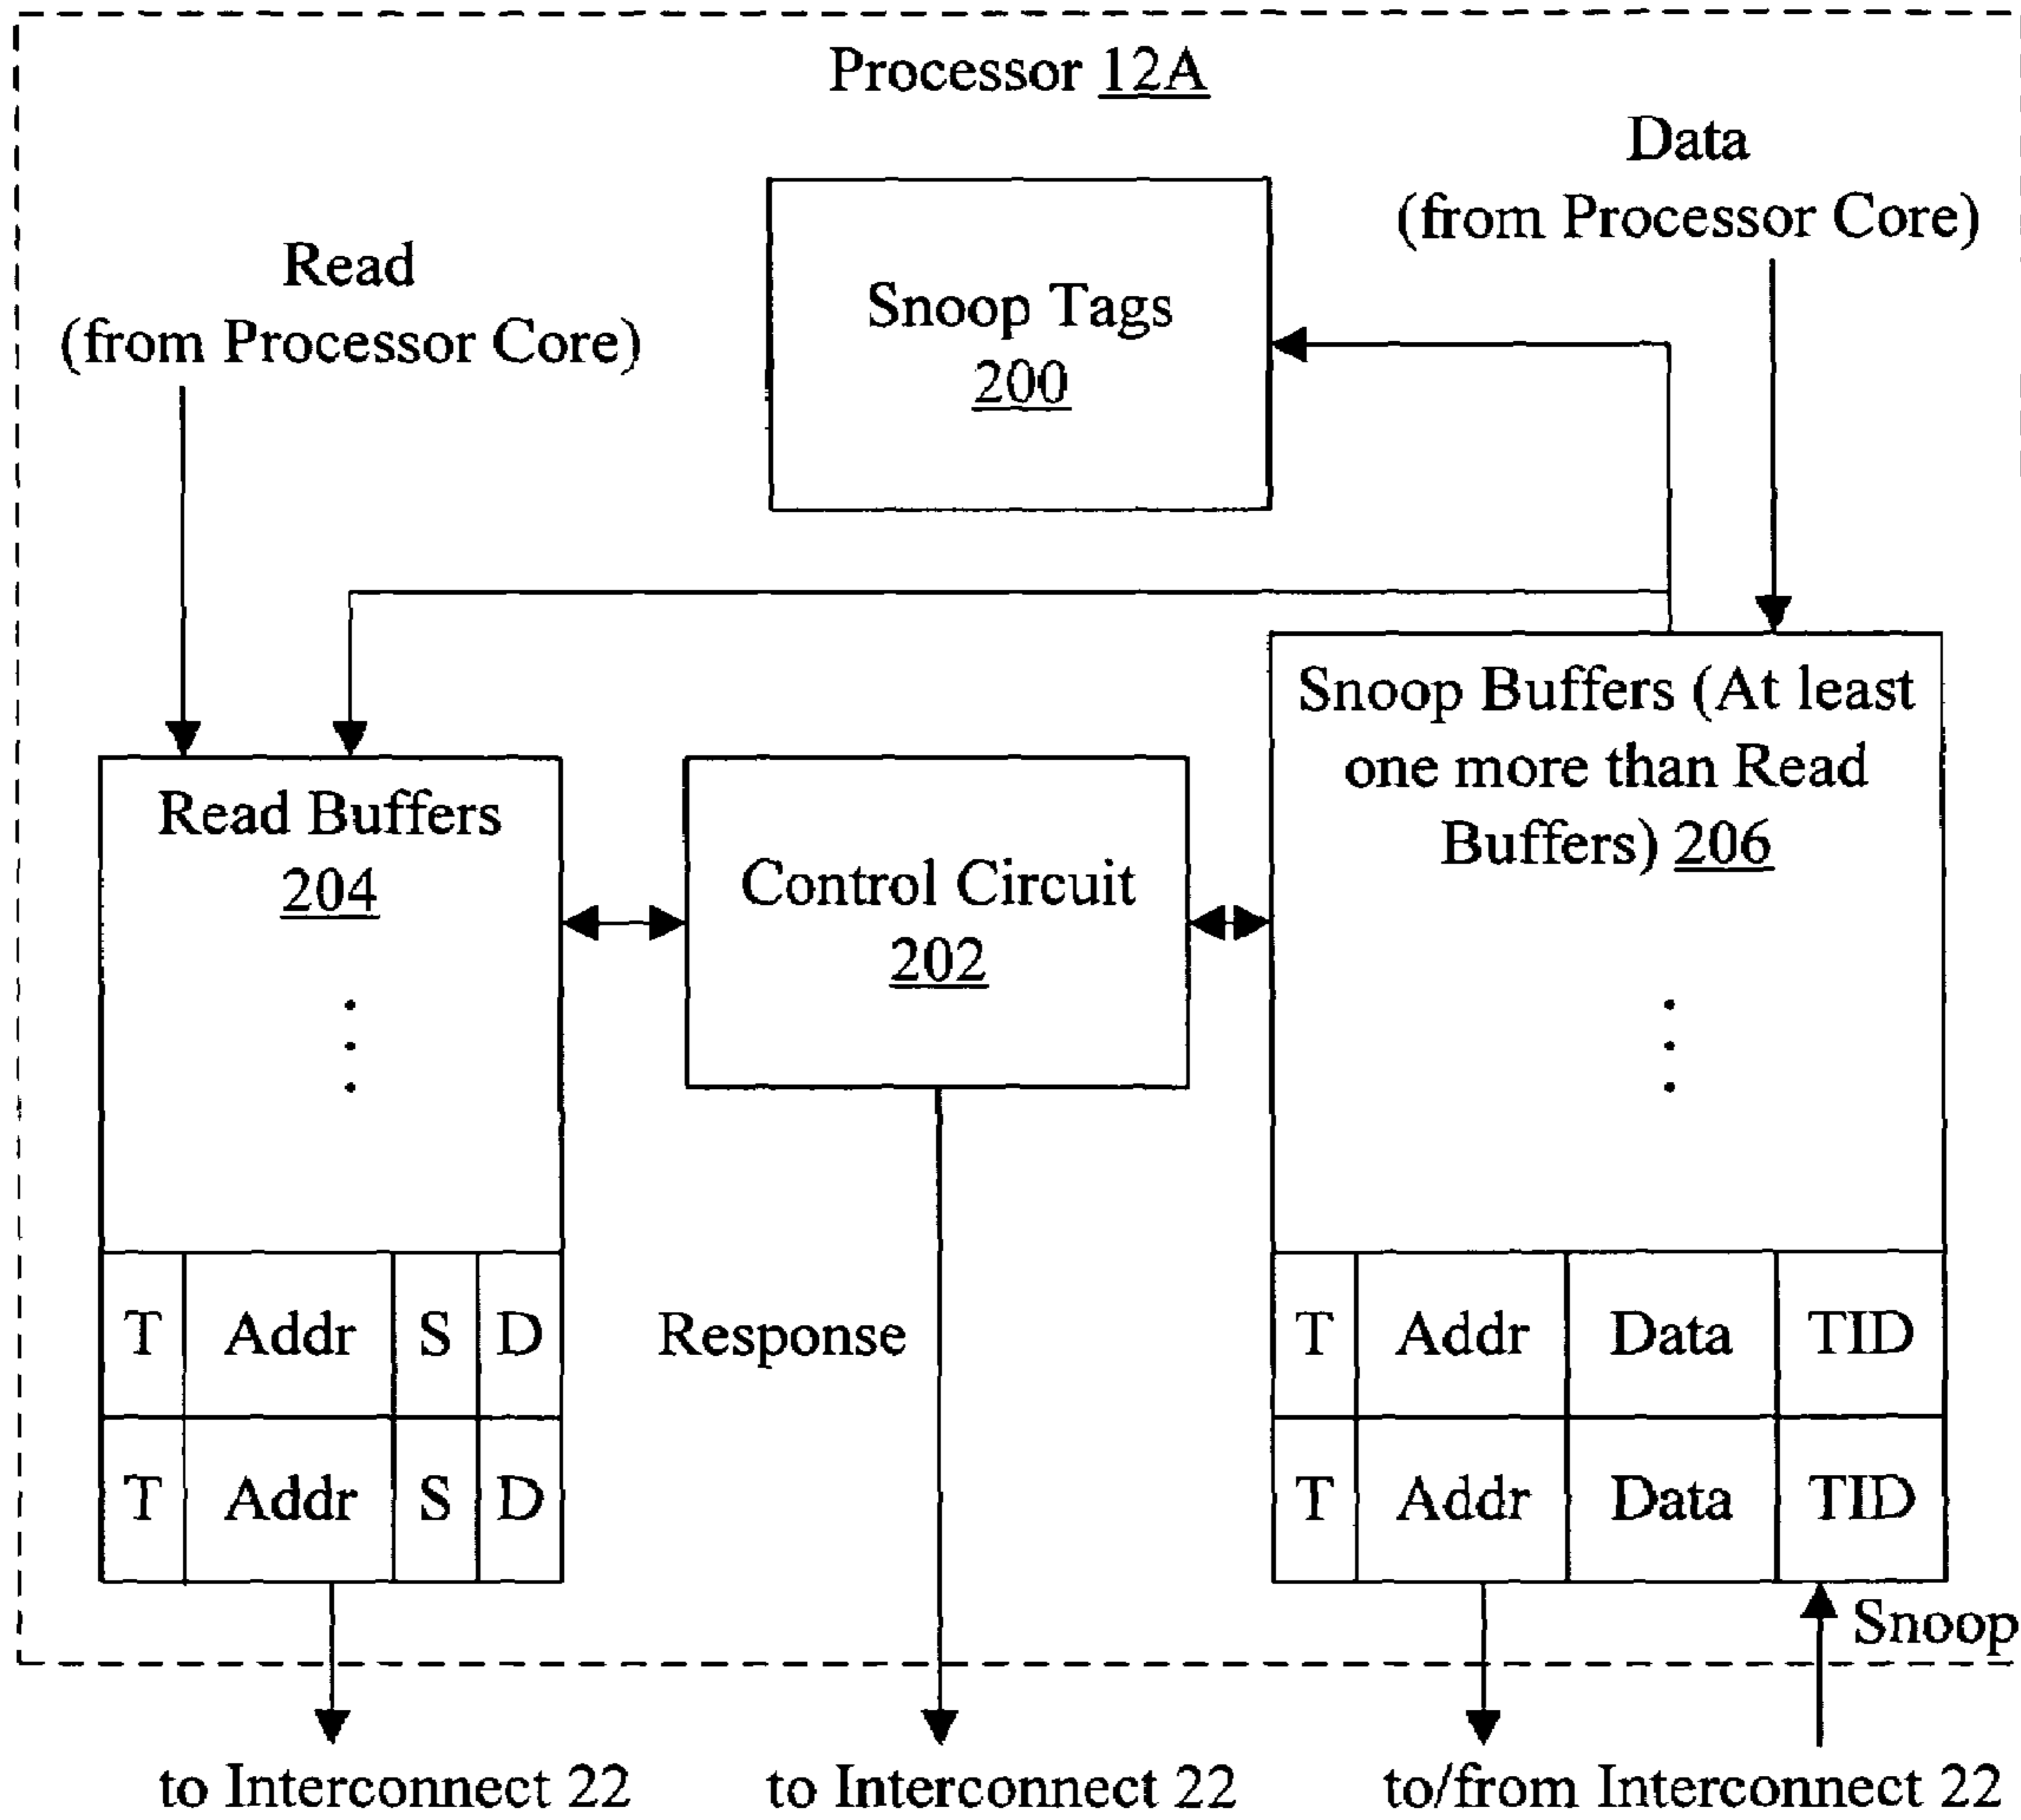 Processor 12A
Data
(from Processor Core)
Read
(from Processor Core)
Snoop Tags
200
Snoop Buffers (At least
one more than Read
Buffers) 206
Read Buffers
204
Control Circuit
202
T Addr S D
T Addr S D
Response
T Addr Data TID
T Addr Data TID
Snoop
to Interconnect 22
to Interconnect 22
to/from Interconnect 22